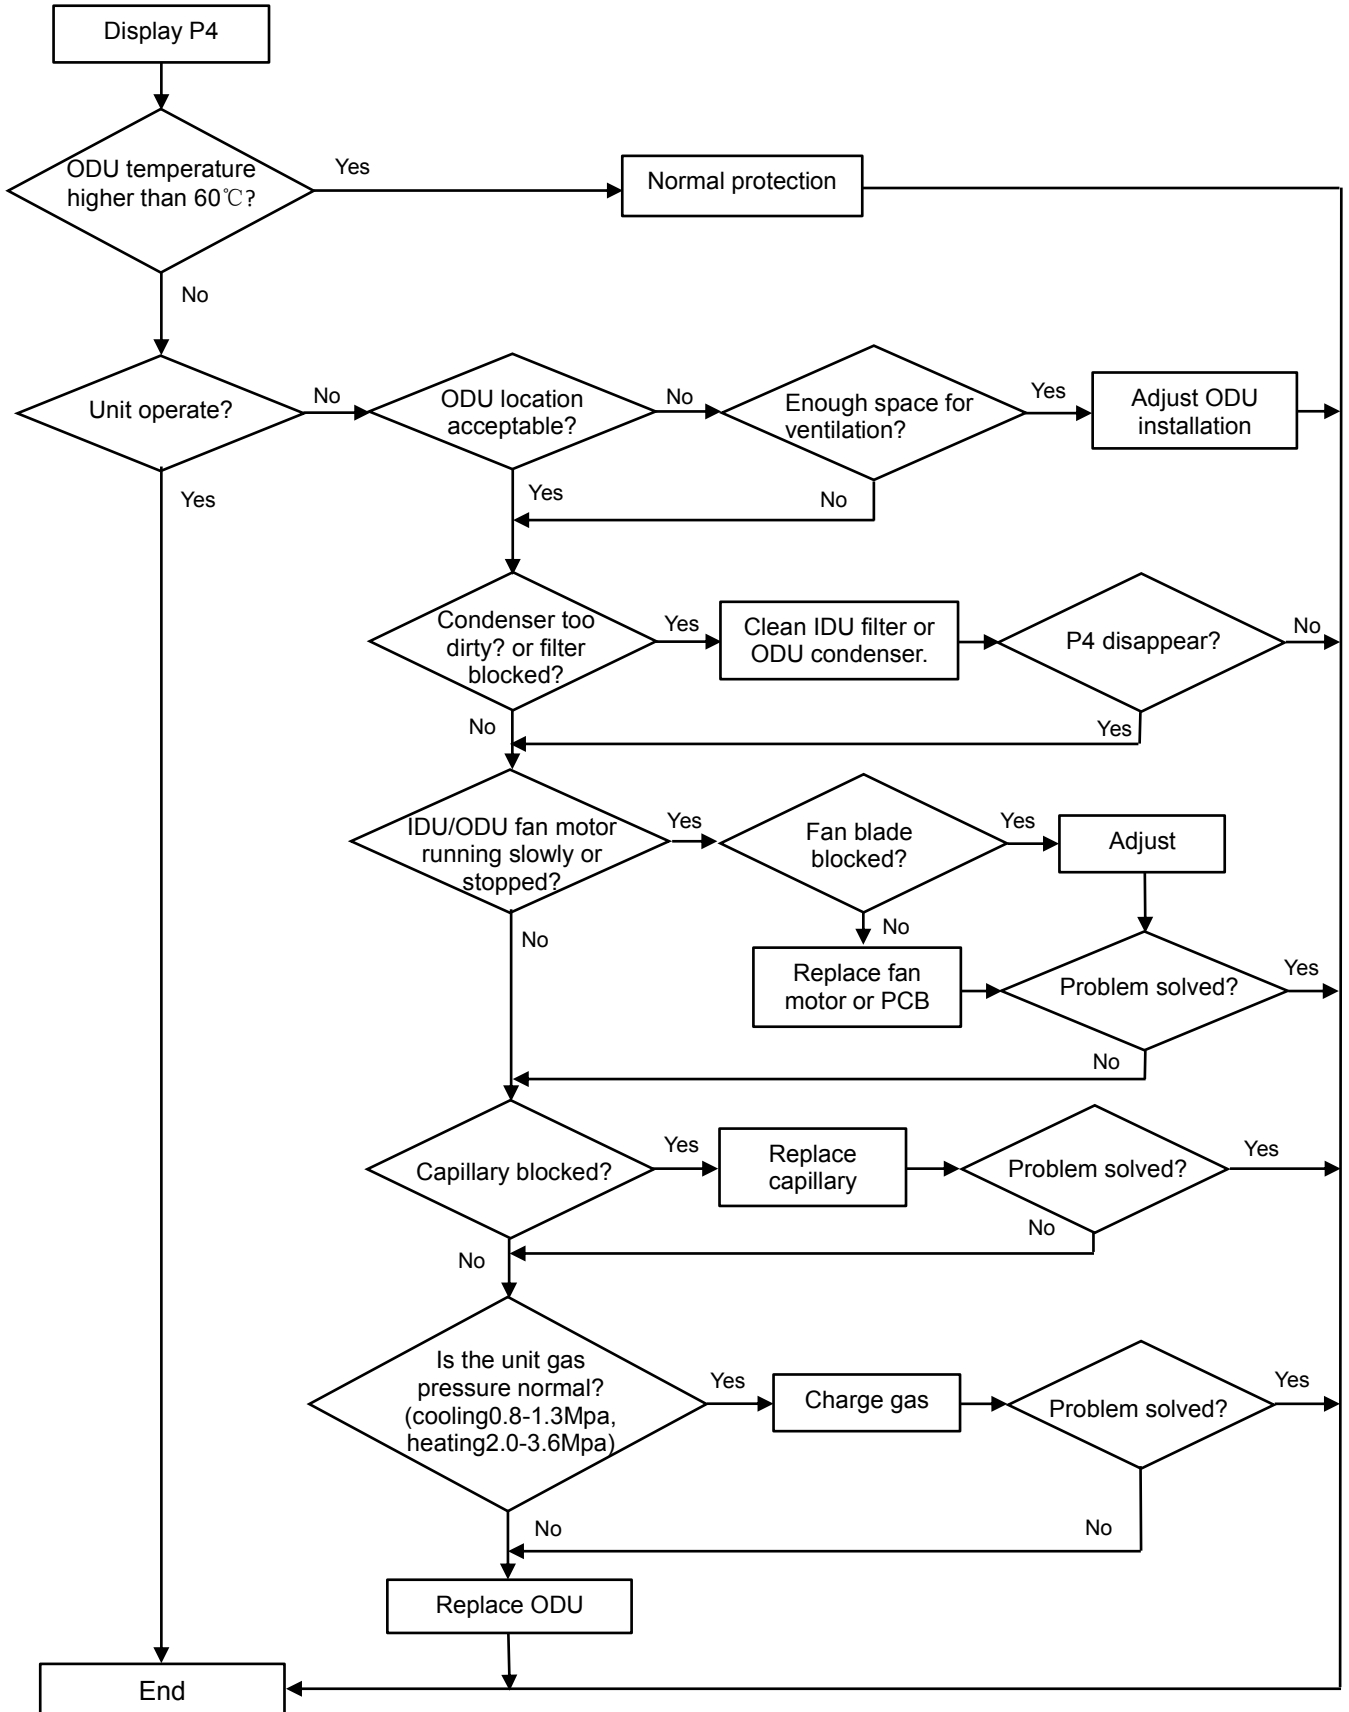 Display P4
ODU temperature
higher than 60℃?
Yes
Normal protection
No
Unit operate?
No
ODU location
acceptable?
No
Enough space for
ventilation?
Yes
Adjust ODU
installation
Yes
Yes
No
Condenser too
dirty? or filter
blocked?
Yes
Clean IDU filter or
ODU condenser.
P4 disappear?
No
No
Yes
IDU/ODU fan motor
running slowly or
stopped?
Yes
Fan blade
blocked?
Yes
Adjust
No
No
Replace fan
motor or PCB
Problem solved?
Yes
No
Capillary blocked?
Yes
Replace
capillary
Problem solved?
Yes
No
No
Is the unit gas
pressure normal?
(cooling0.8-1.3Mpa,
heating2.0-3.6Mpa)
Yes
Charge gas
Problem solved?
Yes
No
No
Replace ODU
End